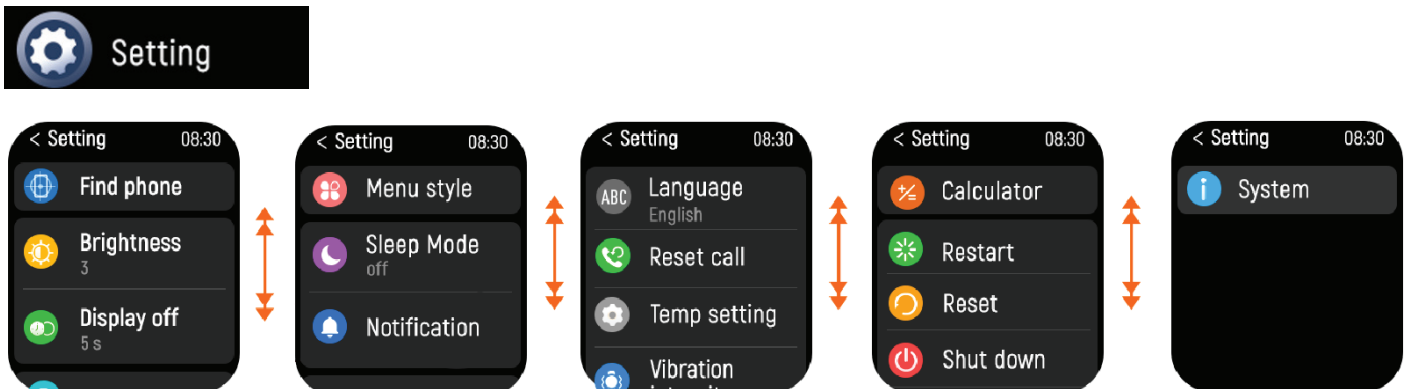 Setting
< Setting 08:30
Find phone
Brightness
3
Display off
5 s
< Setting 08:30
Menu style
Sleep Mode
off
Notification
< Setting 08:30
ABC
Language
English
Reset call
Temp setting
Vibration
< Setting 08:30
Calculator
Restart
Reset
Shut down
< Setting 08:30
i
System